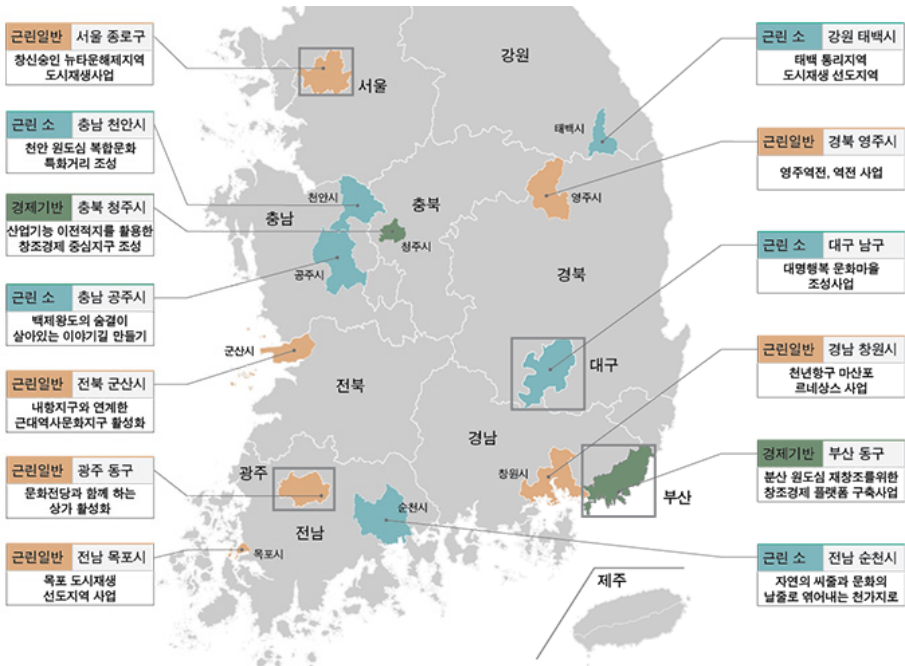 근린일반 서울 종로구
창신숭인 뉴타운해제지역
도시재생사업
근린 소 충남 천안시
천안 원도심 복합문화
특화거리 조성
경제기반 충북 청주시
산업기능 이전적지를 활용한
창조경제 중심지구 조성
근린 소 충남 공주시
백제왕도의 숨결이
살아있는 이야기길 만들기
근린일반 전북 군산시
내항지구와 연계한
근대역사문화지구 활성화
근린일반 광주 동구
문화전당과 함께 하는
상가 활성화
근린일반 전남 목포시
목포 도시재생
선도지역 사업
서울
강원
태백시
천안시
충북
충남
청주시
영주시
공주시
경북
군산시
전북
대구
경남
광주
창원시
부산
순천시
전남
목포시
제주
근린 소 강원 태백시
태백 통리지역
도시재생 선도지역
근린일반 경북 영주시
영주역전, 역전 사업
근린 소 대구 남구
대명행복 문화마을
조성사업
근린일반 경남 창원시
천년항구 마산포
르네상스 사업
경제기반 부산 동구
분산 원도심 재창조를위한
창조경제 플랫폼 구축사업
근린 소 전남 순천시
자연의 씨줄과 문화의
날줄로 엮어내는 천가지로